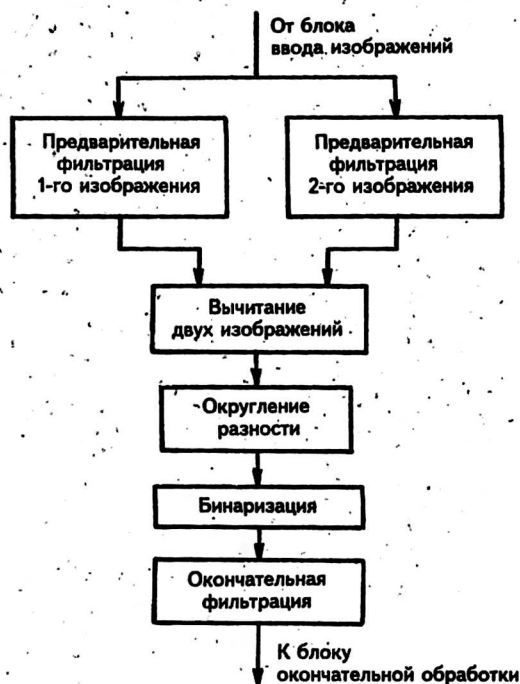 От блока
ввода изображений
Предварительная
фильтрация
1-го изображения
Предварительная
фильтрация
2-го изображения
Вычитание
двух изображений
Округление
разности
Бинаризация
Окончательная
фильтрация
К блоку
окончательной обработки